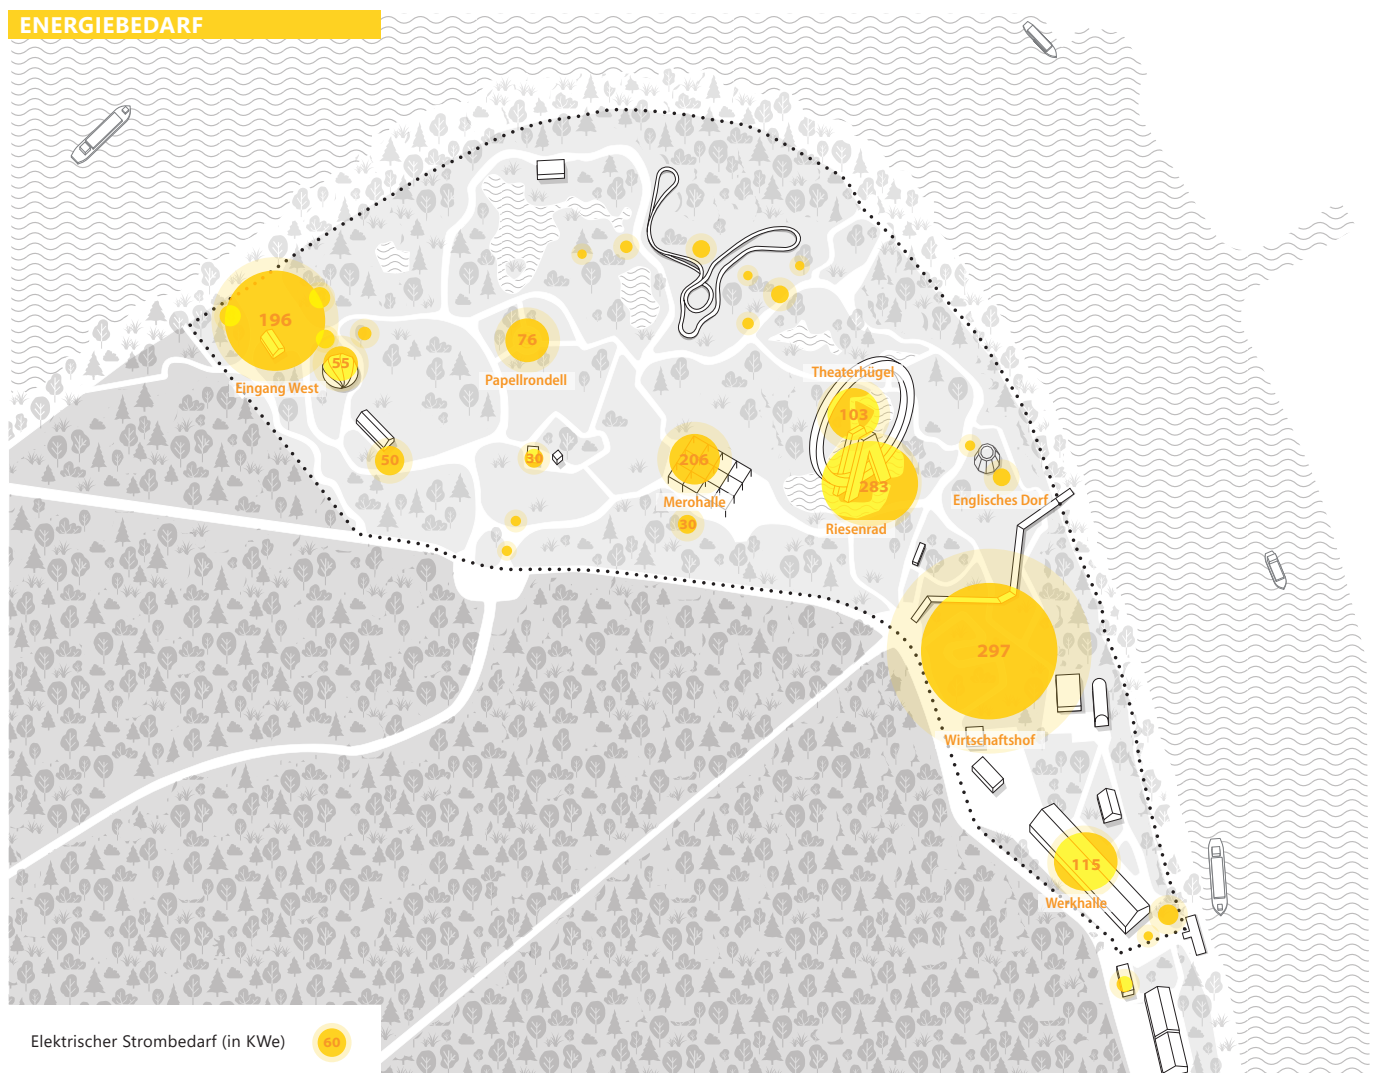 ENERGIEBEDARF
196
55
Eingang West
76
Papellrondell
Theaterhügel
103
50
30
206
Merohalle
30
283
Riesenrad
Englisches Dorf
297
Wirtschaftshof
115
Werkhalle
Elektrischer Strombedarf (in KWe)
60